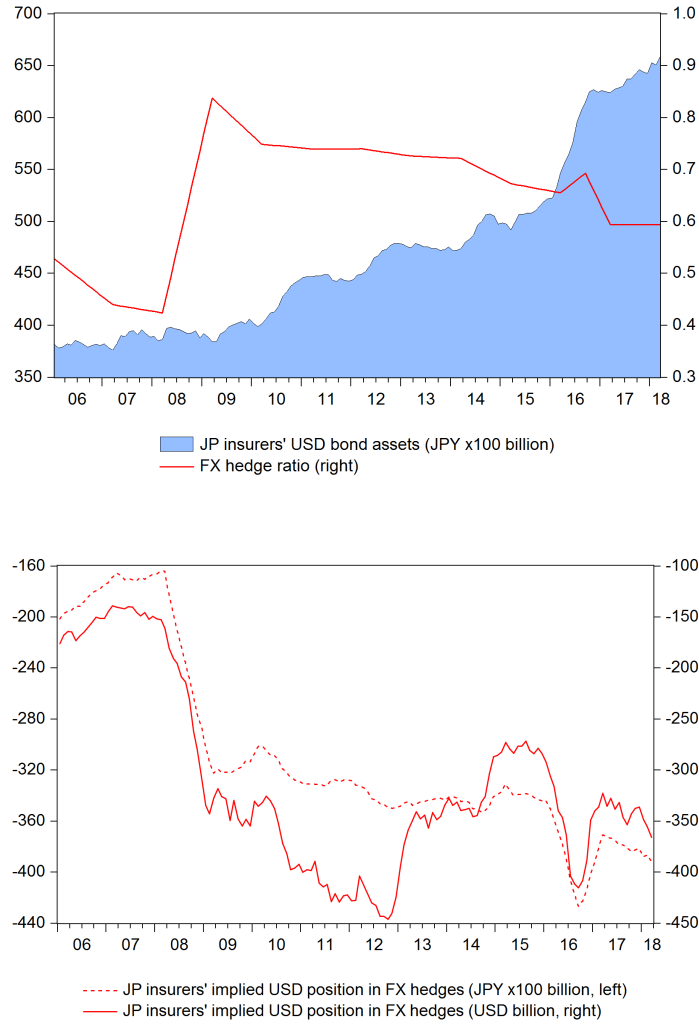 700 1.0
650 0.9
600 0.8
550 0.7
500 0.6
450 0.5
400 0.4
350 0.3
06 07 08 09 10 11 12 13 14 15 16 17 18
JP insurers' USD bond assets (JPY x100 billion)
FX hedge ratio (right)
-160 -100
-200 -150
-240 -200
-280 -250
-320 -300
-360 -350
-400 -400
-440 -450
06 07 08 09 10 11 12 13 14 15 16 17 18
JP insurers' implied USD position in FX hedges (JPY x100 billion, left)
JP insurers' implied USD position in FX hedges (USD billion, right)